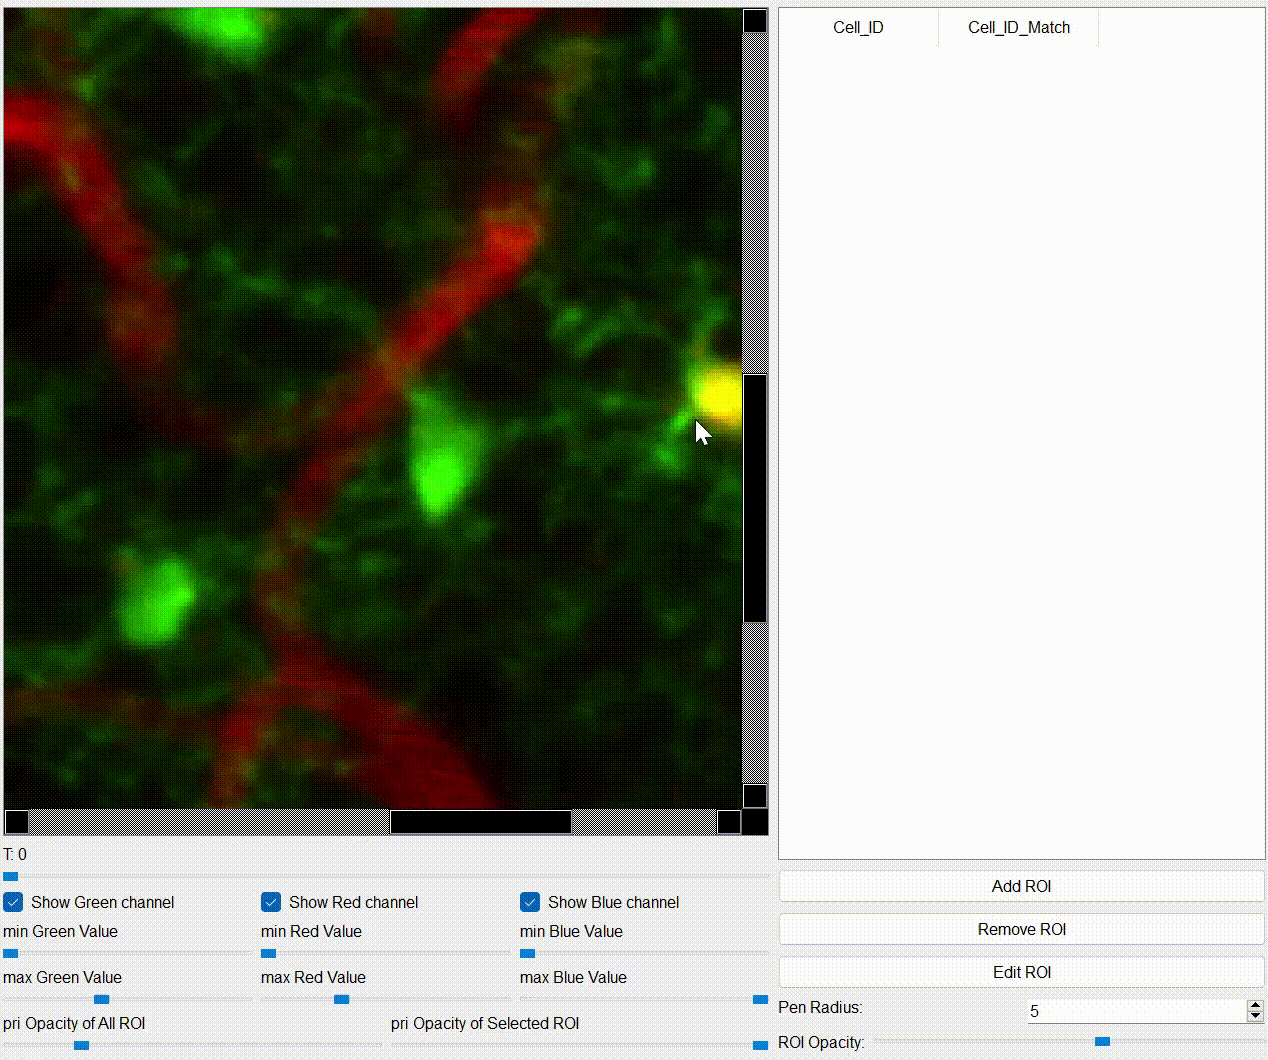 Cell_ID Cell_ID_Match
T: 0
Show Green channel Show Red channel Show Blue channel
min Green Value min Red Value min Blue Value
max Green Value max Red Value max Blue Value
pri Opacity of All ROI pri Opacity of Selected ROI
Add ROI
Remove ROI
Edit ROI
Pen Radius: 5
ROI Opacity: